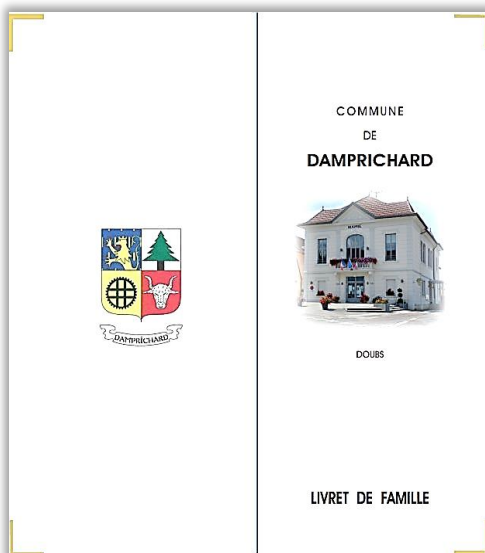 DAMPRICHARD
COMMUNE
DE
DAMPRICHARD
MAIRIE
DOUBS
LIVRET DE FAMILLE